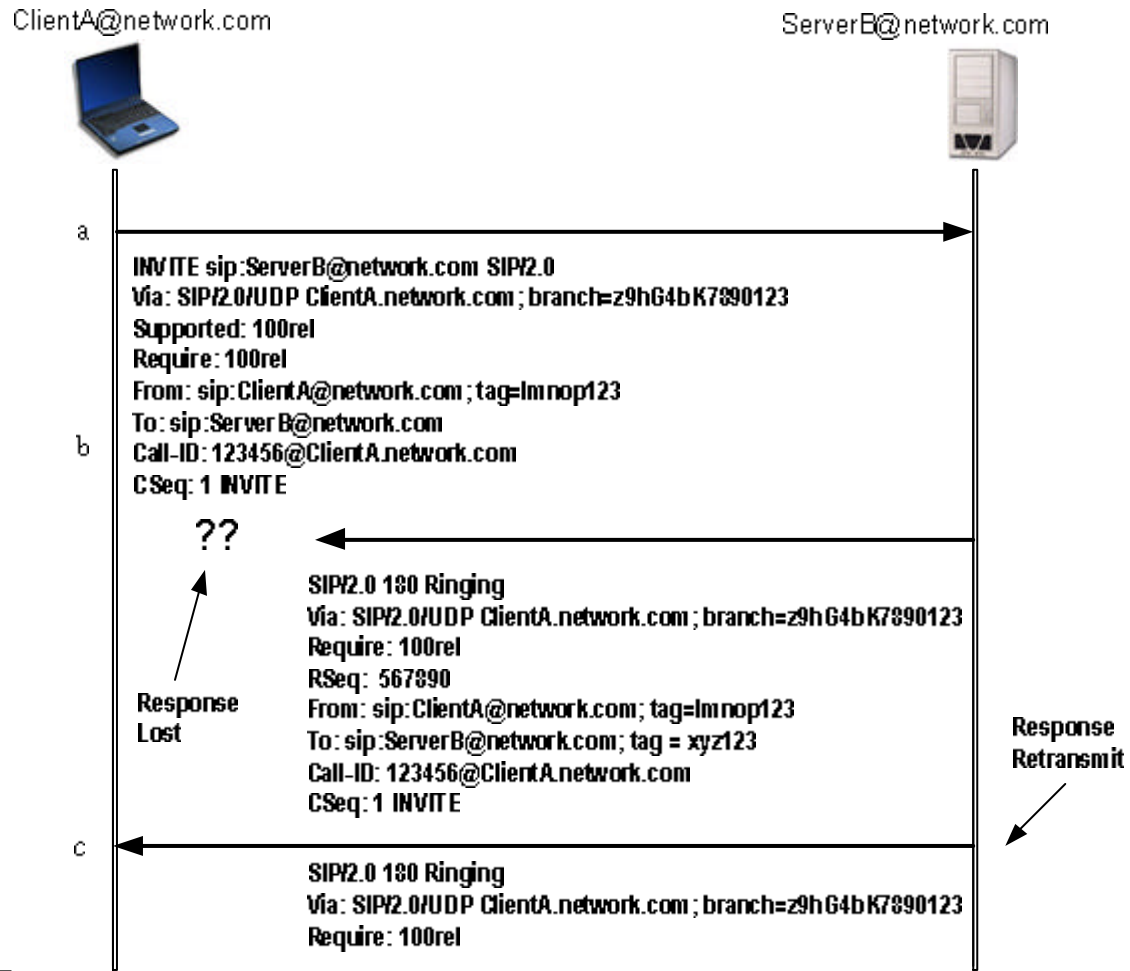 ClientA@network.com
ServerB@network.com
a
INVITE sip:ServerB@network.com SIP/2.0
Via: SIP/2.0/UDP ClientA.network.com; branch=z9hG4bK7890123
Supported: 100rel
Require: 100rel
From: sip:ClientA@network.com; tag=lmnop123
To: sip:ServerB@network.com
b
Call-ID: 123456@ClientA.network.com
CSeq: 1 INVITE
??
SIP/2.0 180 Ringing
Via: SIP/2.0/UDP ClientA.network.com; branch=z9hG4bK7890123
Require: 100rel
RSeq: 567890
From: sip:ClientA@network.com; tag=lmnop123
To: sip:ServerB@network.com; tag = xyz123
Call-ID: 123456@ClientA.network.com
CSeq: 1 INVITE
Response
Lost
Response
Retransmit
c
SIP/2.0 180 Ringing
Via: SIP/2.0/UDP ClientA.network.com; branch=z9hG4bK7890123
Require: 100rel